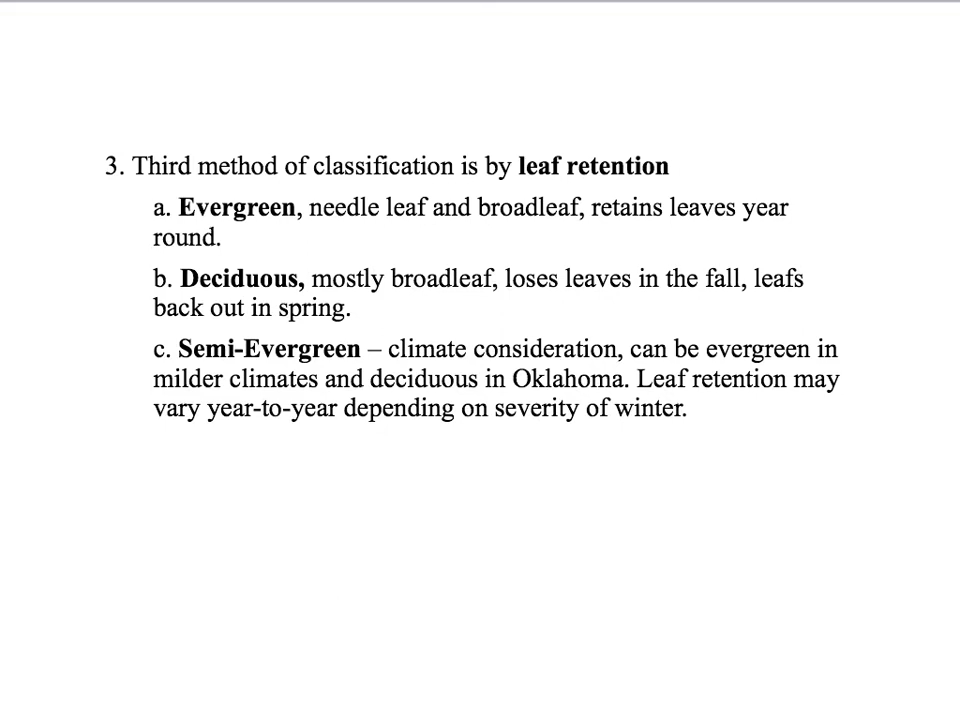 3. Third method of classification is by leaf retention
a. Evergreen, needle leaf and broadleaf, retains leaves year
round.
b. Deciduous, mostly broadleaf, loses leaves in the fall, leafs
back out in spring.
c. Semi-Evergreen – climate consideration, can be evergreen in
milder climates and deciduous in Oklahoma. Leaf retention may
vary year-to-year depending on severity of winter.